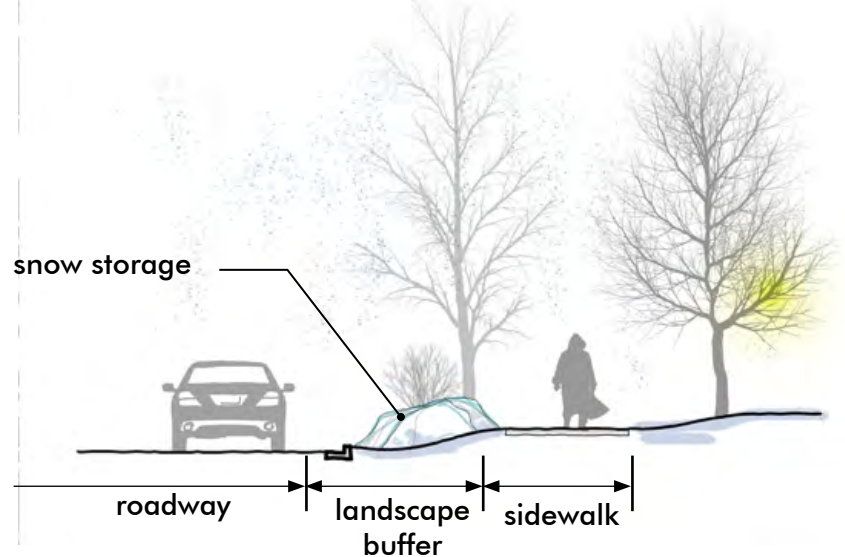 snow storage
roadway
landscape
buffer
sidewalk